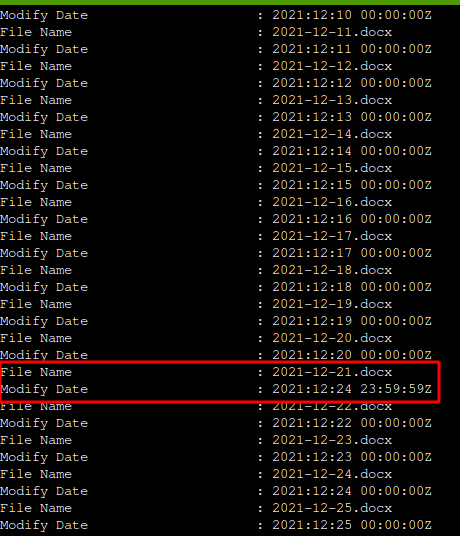 Modify Date : 2021:12:10 00:00:00Z
File Name : 2021-12-11.docx
Modify Date : 2021:12:11 00:00:00Z
File Name : 2021-12-12.docx
Modify Date : 2021:12:12 00:00:00Z
File Name : 2021-12-13.docx
Modify Date : 2021:12:13 00:00:00Z
File Name : 2021-12-14.docx
Modify Date : 2021:12:14 00:00:00Z
File Name : 2021-12-15.docx
Modify Date : 2021:12:15 00:00:00Z
File Name : 2021-12-16.docx
Modify Date : 2021:12:16 00:00:00Z
File Name : 2021-12-17.docx
Modify Date : 2021:12:17 00:00:00Z
File Name : 2021-12-18.docx
Modify Date : 2021:12:18 00:00:00Z
File Name : 2021-12-19.docx
Modify Date : 2021:12:19 00:00:00Z
File Name : 2021-12-20.docx
Modify Date : 2021:12:20 00:00:00Z
File Name : 2021-12-21.docx
Modify Date : 2021:12:24 23:59:59Z
File Name : 2021-12-22.docx
Modify Date : 2021:12:22 00:00:00Z
File Name : 2021-12-23.docx
Modify Date : 2021:12:23 00:00:00Z
File Name : 2021-12-24.docx
Modify Date : 2021:12:24 00:00:00Z
File Name : 2021-12-25.docx
Modify Date : 2021:12:25 00:00:00Z